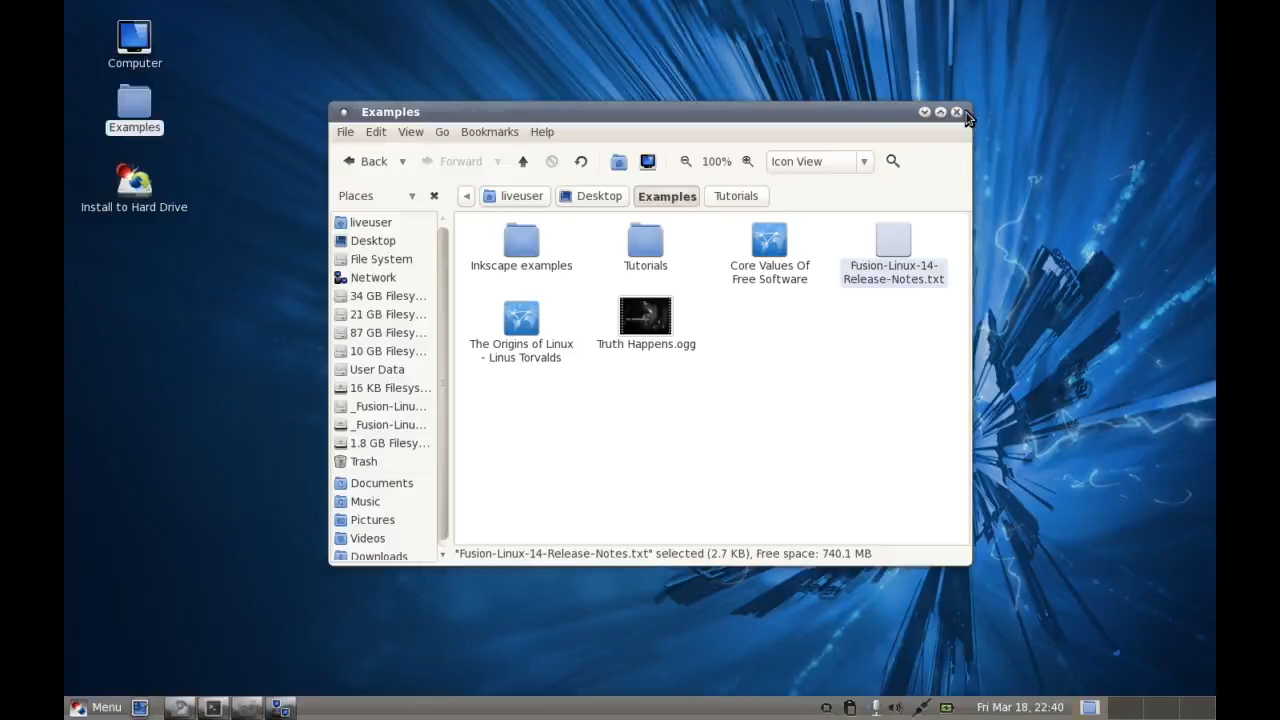 Computer
Examples
Install to Hard Drive
Examples
File Edit View Go Bookmarks Help
Back Forward 100% Icon View
Places liveuser Desktop Examples Tutorials
liveuser
Desktop
File System
Network
34 GB Filesy...
21 GB Filesy...
87 GB Filesy...
10 GB Filesy...
User Data
16 KB Filesys...
_Fusion-Linu...
_Fusion-Linu...
1.8 GB Filesy...
Trash
Documents
Music
Pictures
Videos
Downloads
Inkscape examples
Tutorials
Core Values Of
Free Software
Fusion-Linux-14-
Release-Notes.txt
The Origins of Linux
- Linus Torvalds
Truth Happens.ogg
"Fusion-Linux-14-Release-Notes.txt" selected (2.7 KB), Free space: 740.1 MB
Menu
Fri Mar 18, 22:40